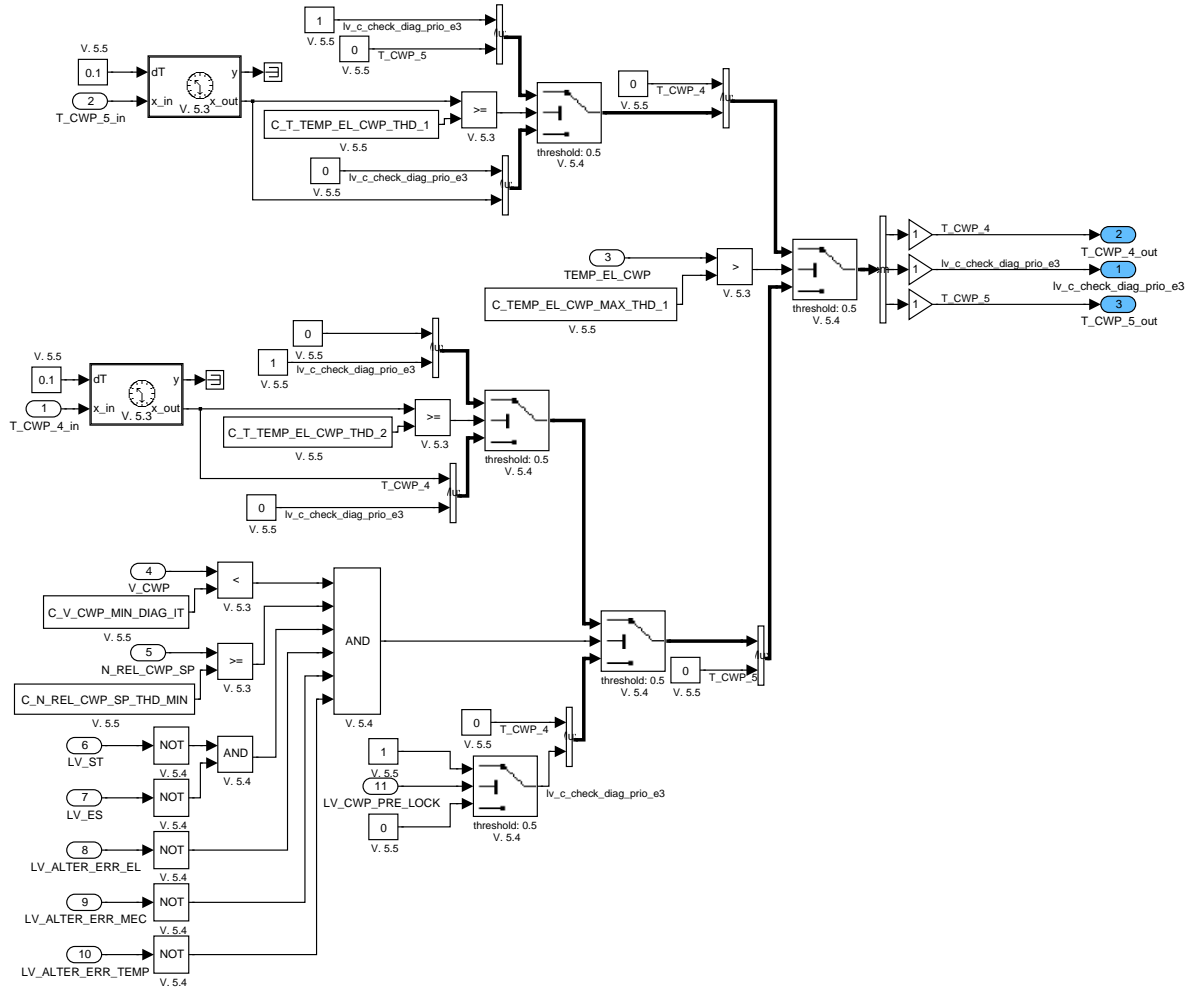 1
V. 5.5
lv_c_check_diag_prio_e3
0
V. 5.5
T_CWP_5
V. 5.5
0.1
dT
y
2
x_in
x_out
V. 5.3
T_CWP_5_in
C_T_TEMP_EL_CWP_THD_1
V. 5.5
>=
V. 5.3
0
V. 5.5
lv_c_check_diag_prio_e3
threshold: 0.5
V. 5.4
0
V. 5.5
T_CWP_4
3
TEMP_EL_CWP
C_TEMP_EL_CWP_MAX_THD_1
V. 5.5
>
V. 5.3
threshold: 0.5
V. 5.4
1
T_CWP_4
2
T_CWP_4_out
1
lv_c_check_diag_prio_e3
1
lv_c_check_diag_prio_e3
1
T_CWP_5
3
T_CWP_5_out
0
V. 5.5
1
V. 5.5
lv_c_check_diag_prio_e3
V. 5.5
0.1
dT
y
1
x_in
x_out
V. 5.3
T_CWP_4_in
C_T_TEMP_EL_CWP_THD_2
V. 5.5
>=
V. 5.3
threshold: 0.5
V. 5.4
T_CWP_4
0
V. 5.5
lv_c_check_diag_prio_e3
4
V_CWP
C_V_CWP_MIN_DIAG_IT
V. 5.5
<
V. 5.3
5
N_REL_CWP_SP
C_N_REL_CWP_SP_THD_MIN
V. 5.5
>=
V. 5.3
6
LV_ST
NOT
V. 5.4
7
LV_ES
NOT
V. 5.4
AND
V. 5.4
8
LV_ALTER_ERR_EL
NOT
V. 5.4
9
LV_ALTER_ERR_MEC
NOT
V. 5.4
10
LV_ALTER_ERR_TEMP
NOT
V. 5.4
AND
V. 5.4
threshold: 0.5
V. 5.4
0
V. 5.5
T_CWP_5
0
V. 5.5
T_CWP_4
1
V. 5.5
11
LV_CWP_PRE_LOCK
0
V. 5.5
threshold: 0.5
V. 5.4
lv_c_check_diag_prio_e3